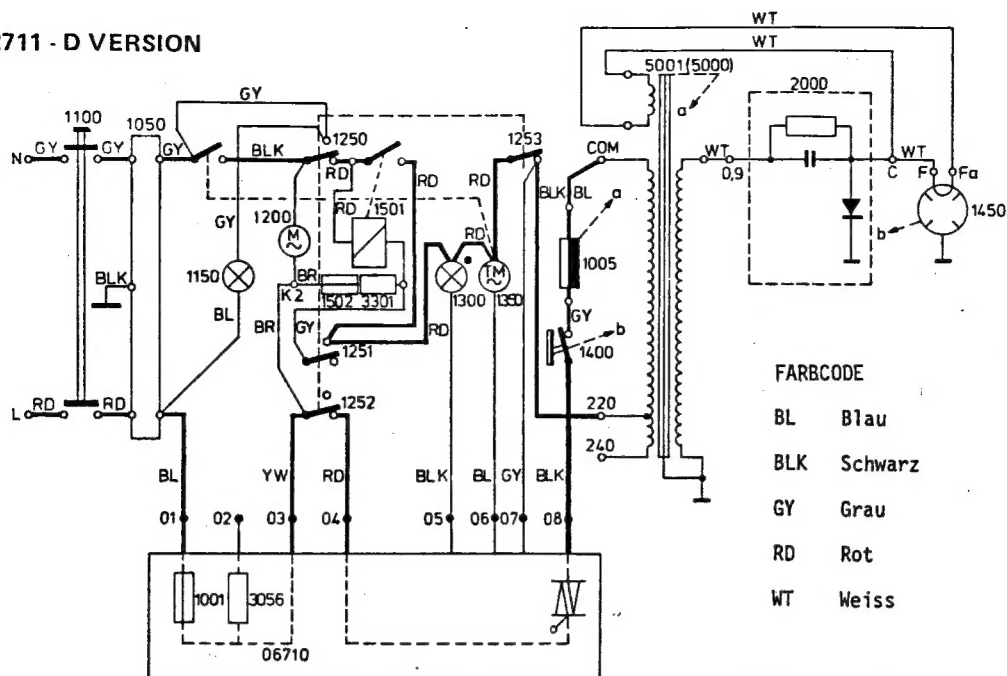 2711 - D VERSION
WT
WT
5001(5000)
a
2000
1100
1050
GY
1250
1253
COM
N
GY
GY
GY
BLK
RD
RD
RD
BLK
BL
a
WT
0,9
C
WT
F
Fa
1450
b
GY
1200
M
RD
1501
RD
1005
BLK
1150
BR
K2
1502
3301
1300
TM
1350
GY
BL
BR
GY
RD
1251
b
1400
L
RD
RD
1252
220
240
BL
YW
RD
BLK
BL
GY
BLK
01
02
03
04
05
06
07
08
1001
3056
06710
FARBCODE
BL Blau
BLK Schwarz
GY Grau
RD Rot
WT Weiss